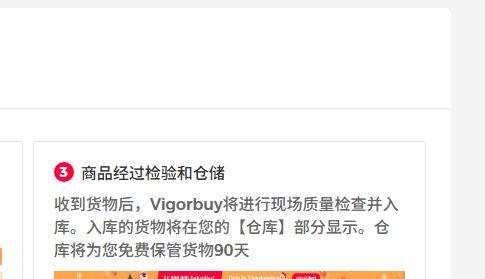 3 商品经过检验和仓储
收到货物后，Vigorbuy将进行现场质量检查并入
库。入库的货物将在您的【仓库】部分显示。仓
库将为您免费保管货物90天